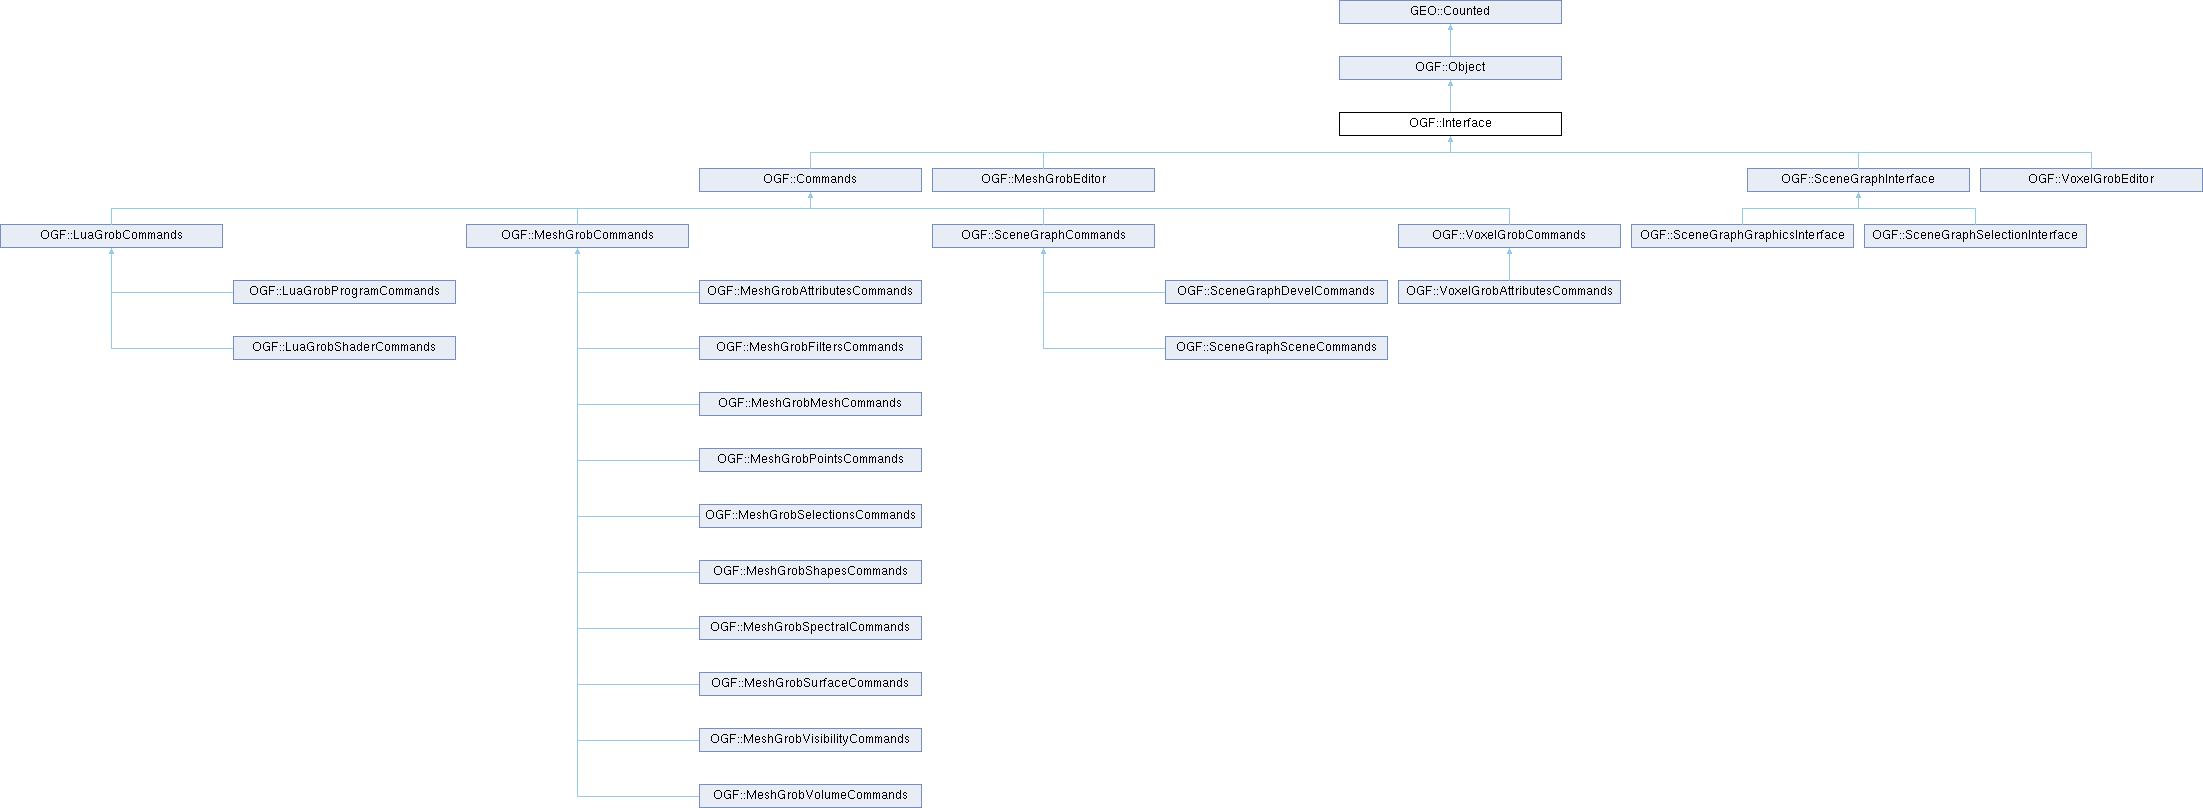 GEO::Counted
OGF::Object
OGF::Interface
OGF::Commands
OGF::MeshGrobEditor
OGF::SceneGraphInterface
OGF::VoxelGrobEditor
OGF::LuaGrobCommands
OGF::MeshGrobCommands
OGF::SceneGraphCommands
OGF::VoxelGrobCommands
OGF::SceneGraphGraphicsInterface
OGF::SceneGraphSelectionInterface
OGF::LuaGrobProgramCommands
OGF::MeshGrobAttributesCommands
OGF::SceneGraphDevelCommands
OGF::VoxelGrobAttributesCommands
OGF::LuaGrobShaderCommands
OGF::MeshGrobFiltersCommands
OGF::SceneGraphSceneCommands
OGF::MeshGrobMeshCommands
OGF::MeshGrobPointsCommands
OGF::MeshGrobSelectionsCommands
OGF::MeshGrobShapesCommands
OGF::MeshGrobSpectralCommands
OGF::MeshGrobSurfaceCommands
OGF::MeshGrobVisibilityCommands
OGF::MeshGrobVolumeCommands